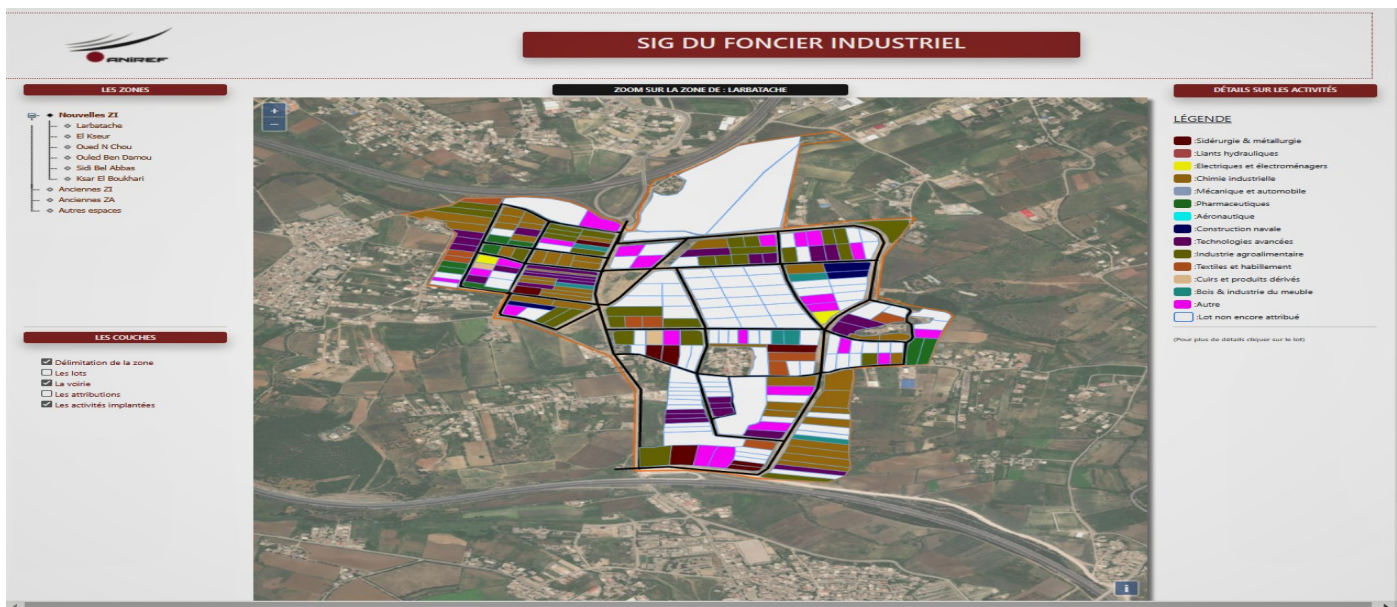 ANIREF
SIG DU FONCIER INDUSTRIEL
LES ZONES
Nouvelles ZI
Larbatache
El Kseur
Oued N Chou
Ouled Ben Damou
Sidi Bel Abbas
Ksar El Boukhari
Anciennes ZI
Anciennes ZA
Autres espaces
LES COUCHES
Délimitation de la zone
Les lots
La voirie
Les attributions
Les activités implantées
ZOOM SUR LA ZONE DE : LARBATACHE
+
−
i
DÉTAILS SUR LES ACTIVITÉS
LÉGENDE
:Sidérurgie & métallurgie
:Liants hydrauliques
:Electriques et électroménagers
:Chimie industrielle
:Mécanique et automobile
:Pharmaceutiques
:Aéronautique
:Construction navale
:Technologies avancées
:Industrie agroalimentaire
:Textiles et habillement
:Cuirs et produits dérivés
:Bois & industrie du meuble
:Autre
:Lot non encore attribué
(Pour plus de détails cliquer sur le lot)